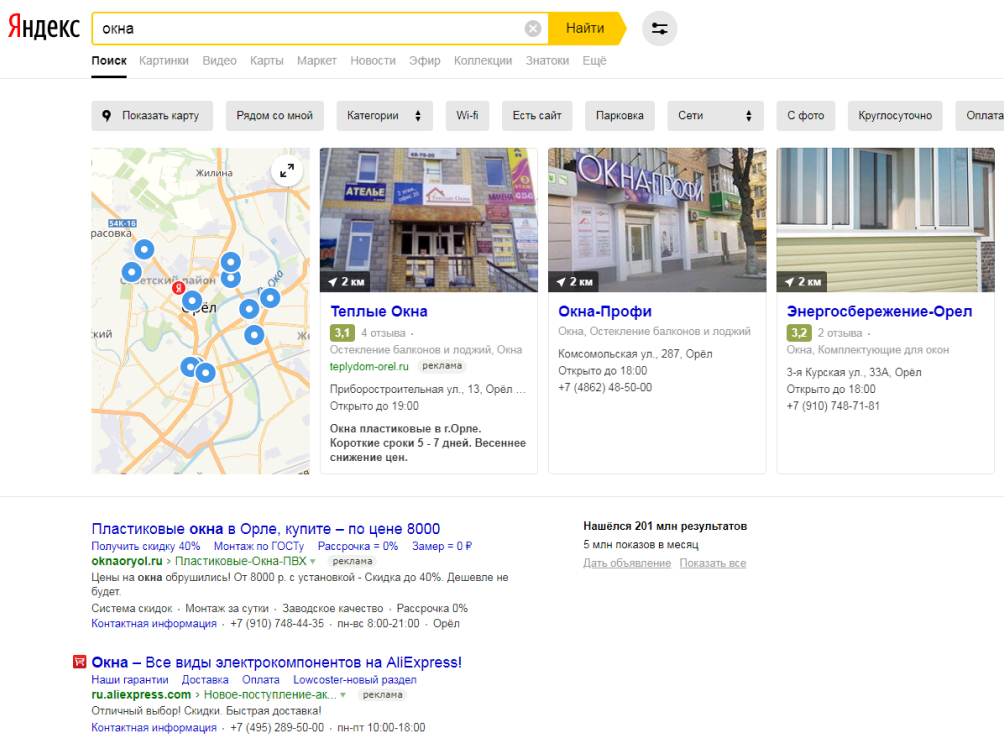 Яндекс
окна
Найти
Поиск Картинки Видео Карты Маркет Новости Эфир Коллекции Знатоки Ещё
Показать карту Рядом со мной Категории Wi-fi Есть сайт Парковка Сети С фото Круглосуточно Оплата
Жилина
54К-16
расовка
ветский район
р. Ока
Я
Орёл
кий
Же
48-78-00
АТЕЛЬЕ
2 этаж,
Теплые Окна
МИЛЕНА
ОКНА-ПРОФИ
2 км
2 км
2 км
Теплые Окна
3,1 4 отзыва ·
Остекление балконов и лоджий, Окна
teplydom-orel.ru реклама
Приборостроительная ул., 13, Орёл ...
Открыто до 19:00
Окна пластиковые в г.Орле.
Короткие сроки 5 - 7 дней. Весеннее
снижение цен.
Окна-Профи
Окна, Остекление балконов и лоджий
Комсомольская ул., 287, Орёл
Открыто до 18:00
+7 (4862) 48-50-00
Энергосбережение-Орел
3,2 2 отзыва ·
Окна, Комплектующие для окон
3-я Курская ул., 33А, Орёл
Открыто до 18:00
+7 (910) 748-71-81
Пластиковые окна в Орле, купите – по цене 8000
Получить скидку 40% Монтаж по ГОСТу Рассрочка = 0% Замер = 0 ₽
oknaoryol.ru › Пластиковые-Окна-ПВХ реклама
Цены на окна обрушились! От 8000 р. с установкой - Скидка до 40%. Дешевле не
будет.
Система скидок · Монтаж за сутки · Заводское качество · Рассрочка 0%
Контактная информация · +7 (910) 748-44-35 · пн-вс 8:00-21:00 · Орёл
Окна – Все виды электрокомпонентов на AliExpress!
Наши гарантии Доставка Оплата Lowcoster-новый раздел
ru.aliexpress.com › Новое-поступление-ак... реклама
Отличный выбор! Скидки. Быстрая доставка!
Контактная информация · +7 (495) 289-50-00 · пн-пт 10:00-18:00
Нашёлся 201 млн результатов
5 млн показов в месяц
Дать объявление Показать все